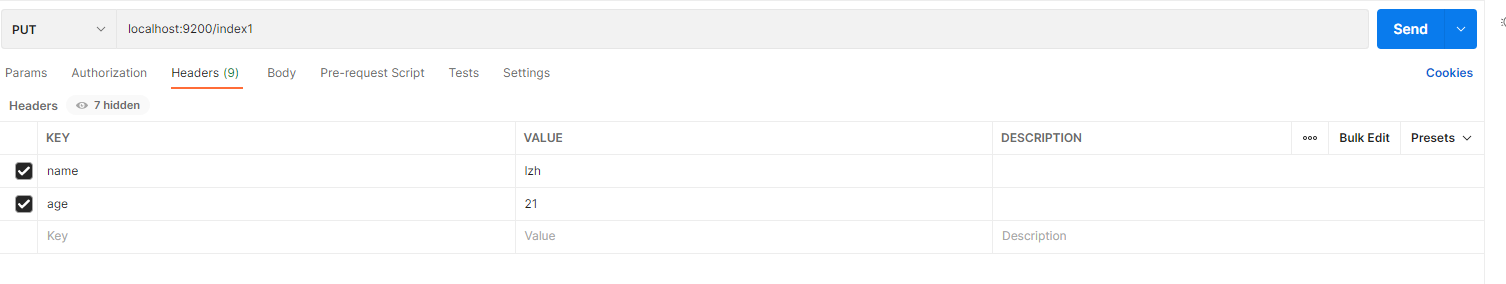 PUT localhost:9200/index1 Send
Params Authorization Headers (9) Body Pre-request Script Tests Settings Cookies
Headers 7 hidden
KEY VALUE DESCRIPTION Bulk Edit Presets
name lzh
age 21
Key Value Description